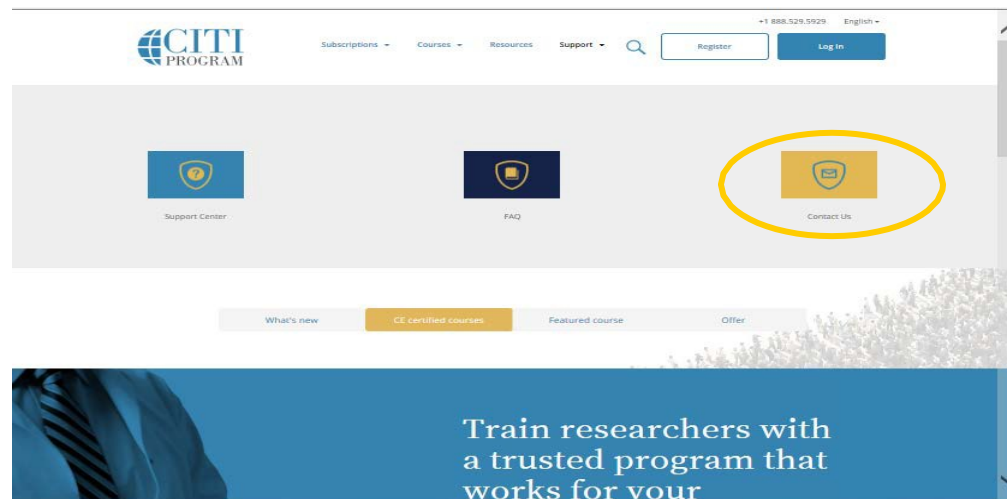 +1 888.529.5929 English
CITI
PROGRAM
Subscriptions Courses Resources Support Register Log In
Support Center FAQ Contact Us
What's new CE certified courses Featured course Offer
Train researchers with
a trusted program that
works for your